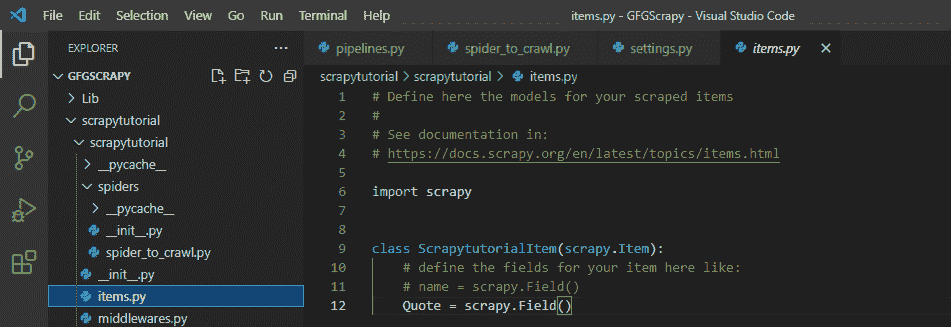 File Edit Selection View Go Run Terminal Help items.py - GFGScrapy - Visual Studio Code
EXPLORER ...
pipelines.py spider_to_crawl.py settings.py items.py
GFGSCRAPY
Lib
scrapytutorial
scrapytutorial
__pycache__
spiders
__pycache__
__init__.py
spider_to_crawl.py
__init__.py
items.py
middlewares.py
scrapytutorial > scrapytutorial > items.py
1 # Define here the models for your scraped items
2 #
3 # See documentation in:
4 # https://docs.scrapy.org/en/latest/topics/items.html
5
6 import scrapy
7
8
9 class ScrapytutorialItem(scrapy.Item):
10 # define the fields for your item here like:
11 # name = scrapy.Field()
12 Quote = scrapy.Field()